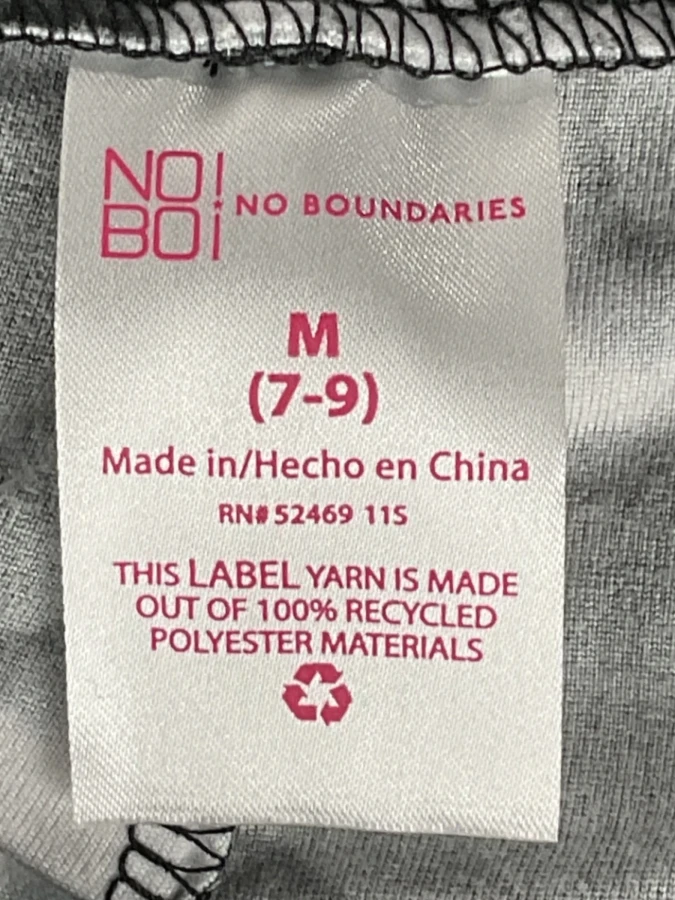 NO!
BO¡
NO BOUNDARIES
M
(7-9)
Made in/Hecho en China
RN# 52469 11S
THIS LABEL YARN IS MADE
OUT OF 100% RECYCLED
POLYESTER MATERIALS